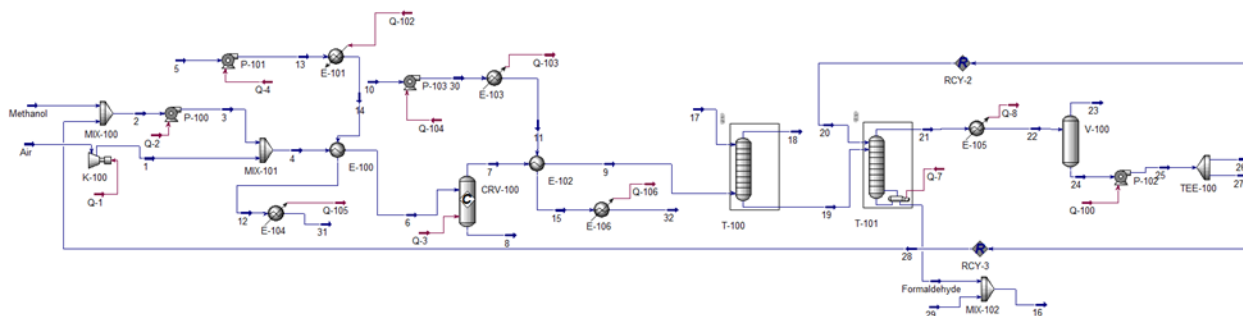 Q-102
5
P-101
13
E-101
Q-4
10
P-103
30
E-103
Q-103
Q-104
14
11
Methanol
MIX-100
2
P-100
3
Q-2
Air
K-100
1
Q-1
MIX-101
4
E-100
12
E-104
Q-105
31
6
CRV-100
7
Q-3
8
E-102
9
15
E-106
Q-106
32
17
18
T-100
19
20
RCY-2
21
T-101
Q-7
E-105
Q-8
22
23
V-100
24
P-102
Q-100
25
TEE-100
26
27
28
RCY-3
Formaldehyde
29
MIX-102
16